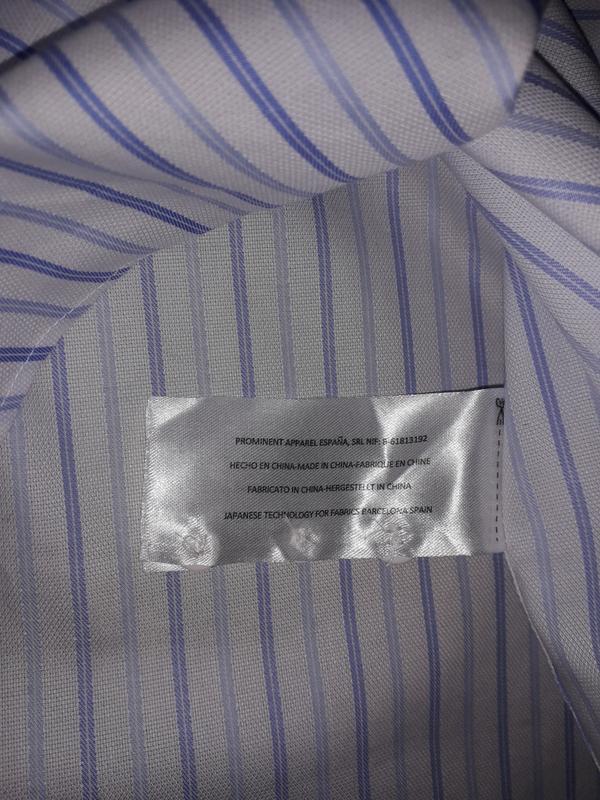 PROMINENT APPAREL ESPAÑA, SRL NIF: B-61813192
HECHO EN CHINA-MADE IN CHINA-FABRIQUE EN CHINE
FABRICATO IN CHINA-HERGESTELLT IN CHINA
JAPANESE TECHNOLOGY FOR FABRICS BARCELONA SPAIN